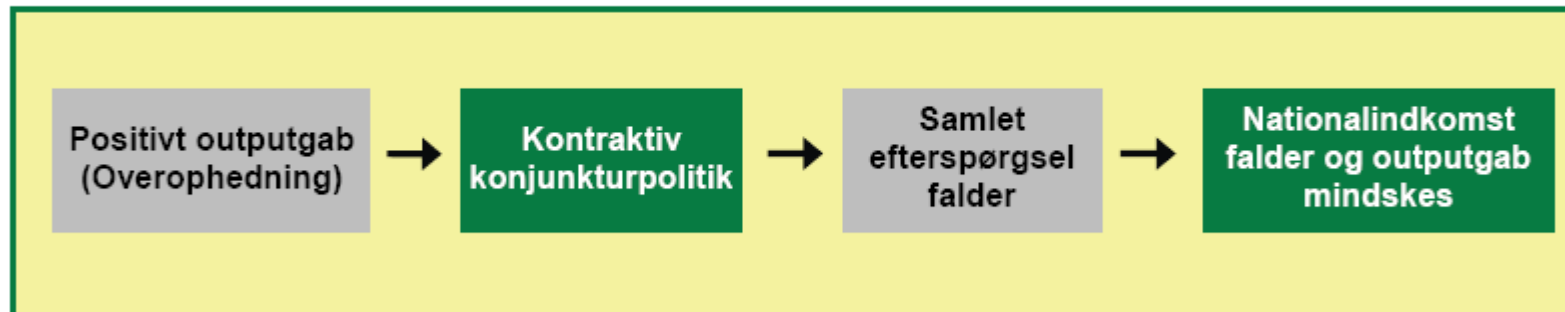 Positivt outputgab
(Overophedning)
Kontraktiv
konjunkturpolitik
Samlet
efterspørgsel
falder
Nationalindkomst
falder og outputgab
mindskes